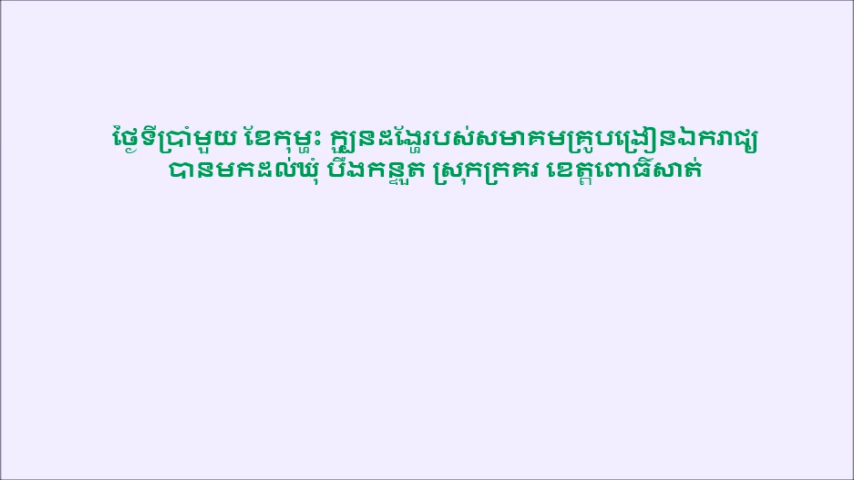 ថ្ងៃទីប្រាំមួយ ខែកុម្ភះ ក្បួនដង្ហែរបស់សមាគមគ្រូបង្រៀនឯករាជ្យ
បានមកដល់ឃុំ បឹងកន្ទួត ស្រុកក្រគរ ខេត្តពោធិ៍សាត់